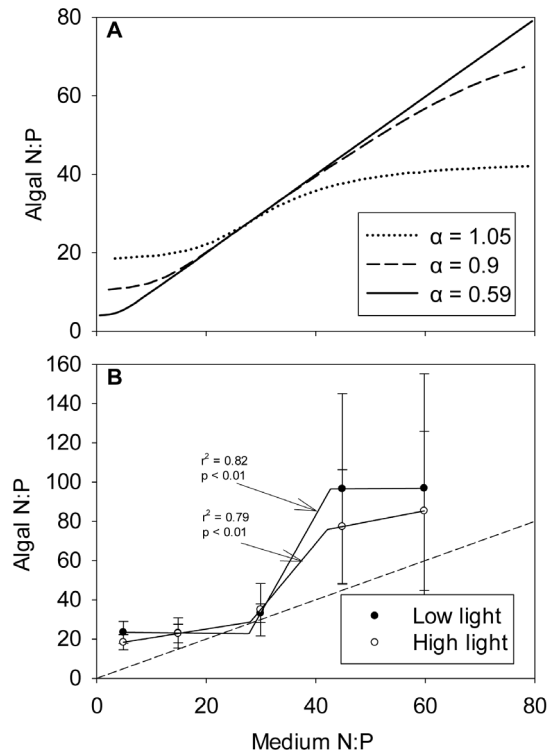 A
80
60
40
20
0
Algal N:P
α = 1.05
α = 0.9
α = 0.59
B
160
140
120
100
80
60
40
20
0
Algal N:P
r² = 0.82
p < 0.01
r² = 0.79
p < 0.01
Low light
High light
0 20 40 60 80
Medium N:P